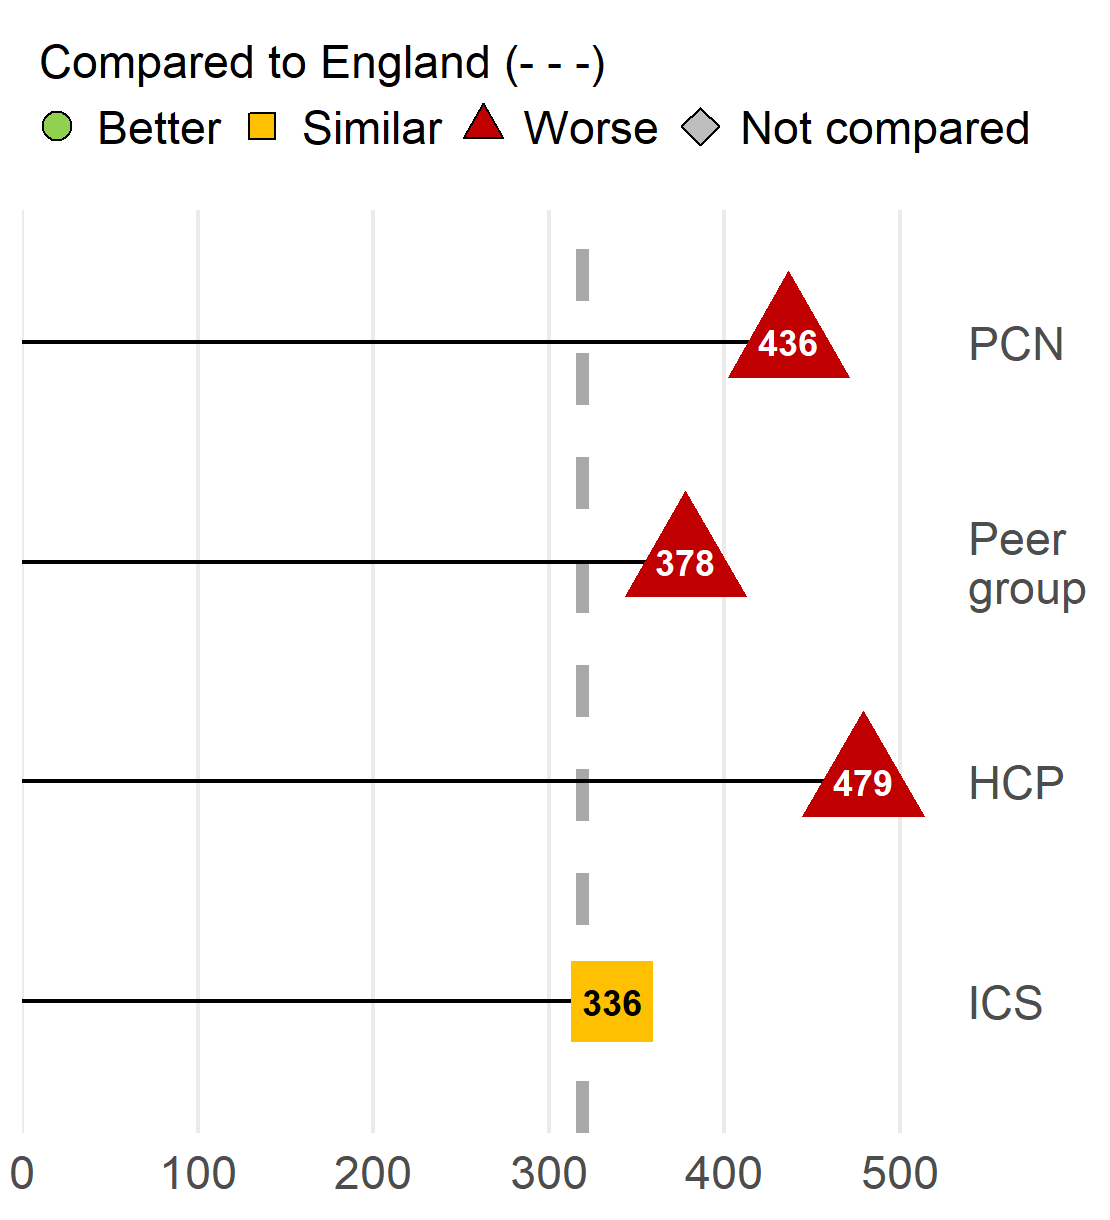 Compared to England (- - -)
Better Similar Worse Not compared
436 PCN
378 Peer
group
479 HCP
336 ICS
0 100 200 300 400 500